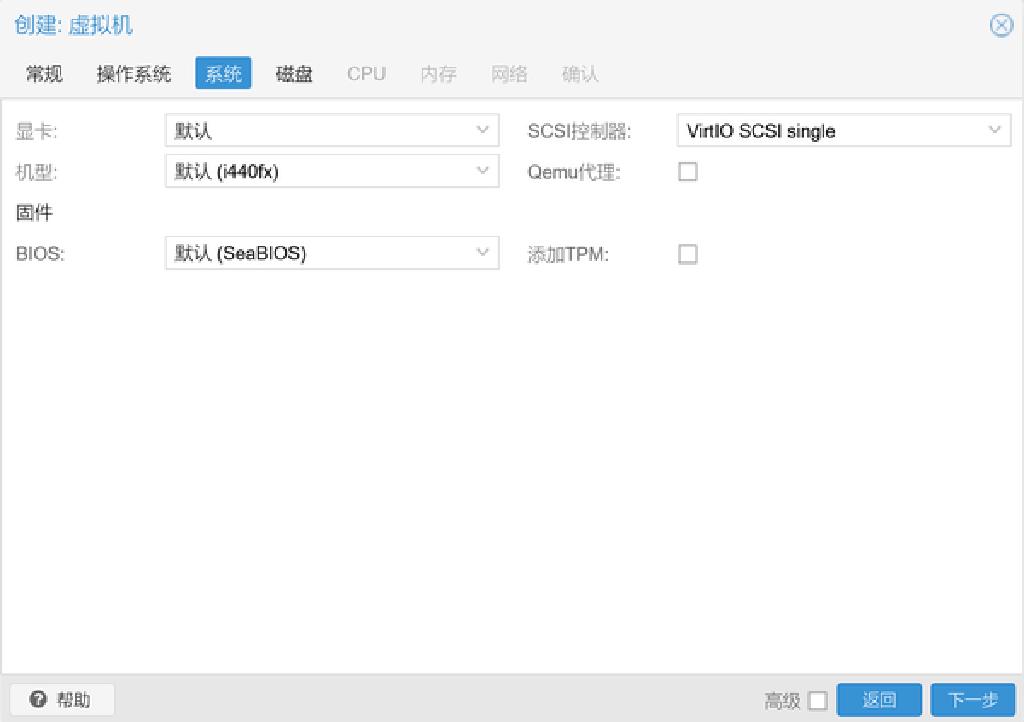 创建: 虚拟机
常规 操作系统 系统 磁盘 CPU 内存 网络 确认
显卡: 默认 SCSI控制器: VirtIO SCSI single
机型: 默认 (i440fx) Qemu代理:
固件
BIOS: 默认 (SeaBIOS) 添加TPM:
帮助 高级 返回 下一步